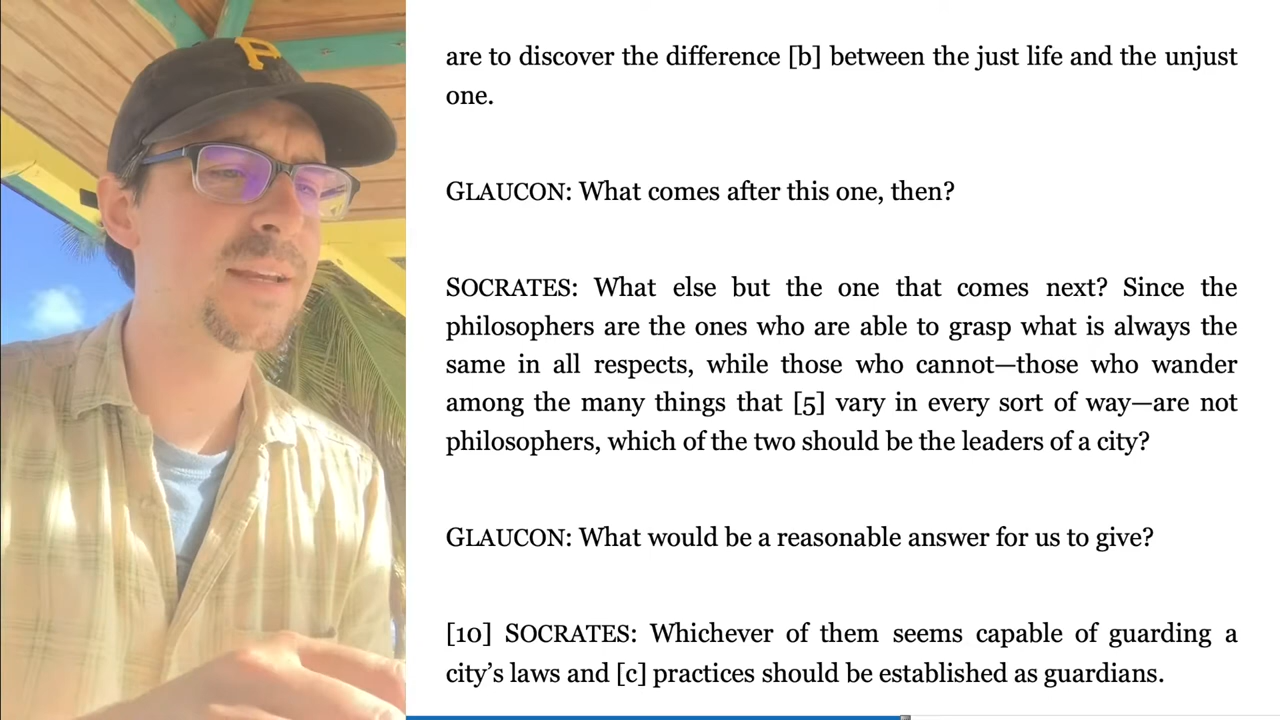 P
are to discover the difference [b] between the just life and the unjust
one.
GLAUCON: What comes after this one, then?
SOCRATES: What else but the one that comes next? Since the
philosophers are the ones who are able to grasp what is always the
same in all respects, while those who cannot—those who wander
among the many things that [5] vary in every sort of way—are not
philosophers, which of the two should be the leaders of a city?
GLAUCON: What would be a reasonable answer for us to give?
[10] SOCRATES: Whichever of them seems capable of guarding a
city’s laws and [c] practices should be established as guardians.